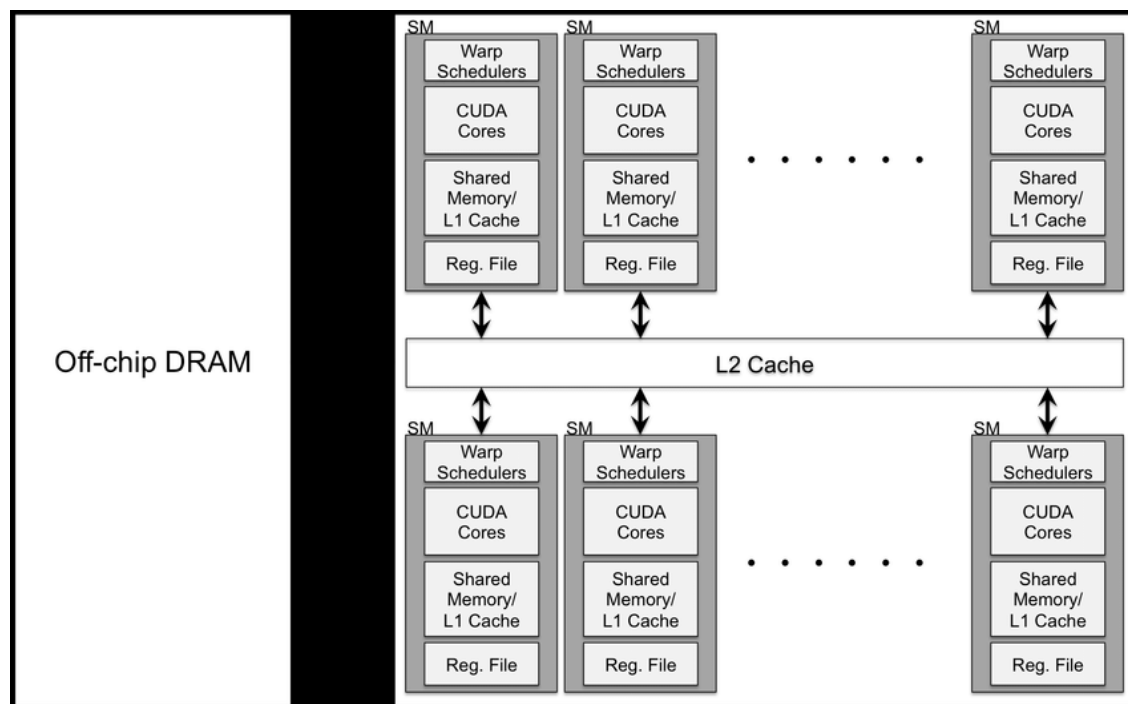 Off-chip DRAM
SM
Warp
Schedulers
CUDA
Cores
Shared
Memory/
L1 Cache
Reg. File
SM
Warp
Schedulers
CUDA
Cores
Shared
Memory/
L1 Cache
Reg. File
SM
Warp
Schedulers
CUDA
Cores
Shared
Memory/
L1 Cache
Reg. File
L2 Cache
SM
Warp
Schedulers
CUDA
Cores
Shared
Memory/
L1 Cache
Reg. File
SM
Warp
Schedulers
CUDA
Cores
Shared
Memory/
L1 Cache
Reg. File
SM
Warp
Schedulers
CUDA
Cores
Shared
Memory/
L1 Cache
Reg. File